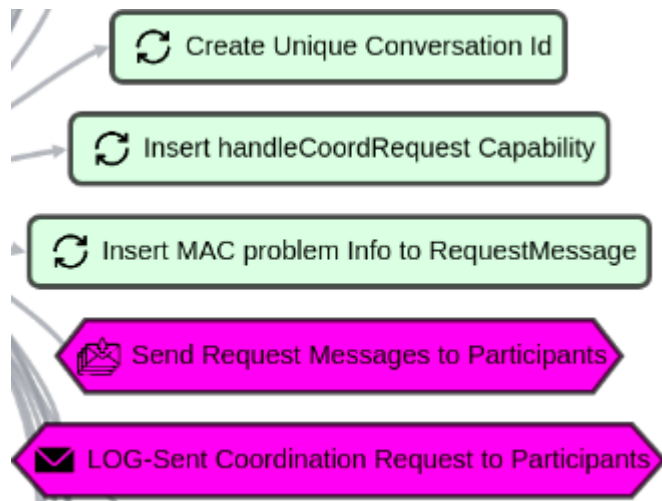 Create Unique Conversation Id
Insert handleCoordRequest Capability
Insert MAC problem Info to RequestMessage
Send Request Messages to Participants
LOG-Sent Coordination Request to Participants